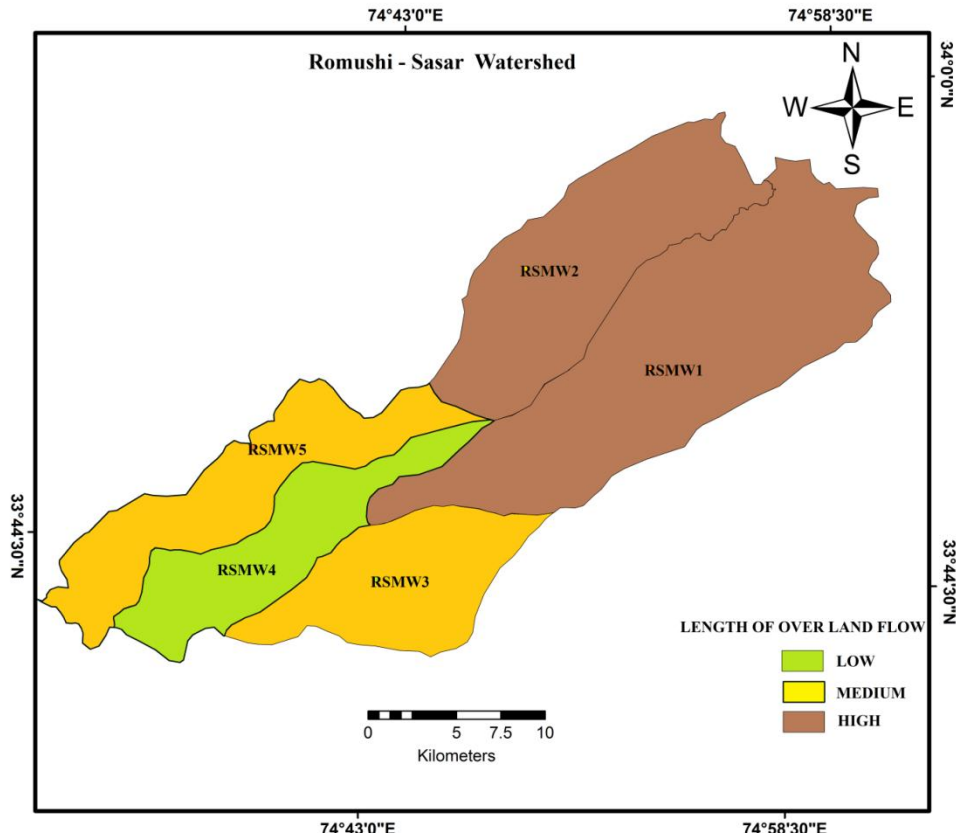 74°43'0"E
74°58'30"E
Romushi - Sasar Watershed
34°0'0"N
N
W
E
S
RSMW2
RSMW1
RSMW5
33°44'30"N
RSMW4
RSMW3
33°44'30"N
LENGTH OF OVER LAND FLOW
LOW
MEDIUM
HIGH
0 5 7.5 10
Kilometers
74°43'0"E
74°58'30"E